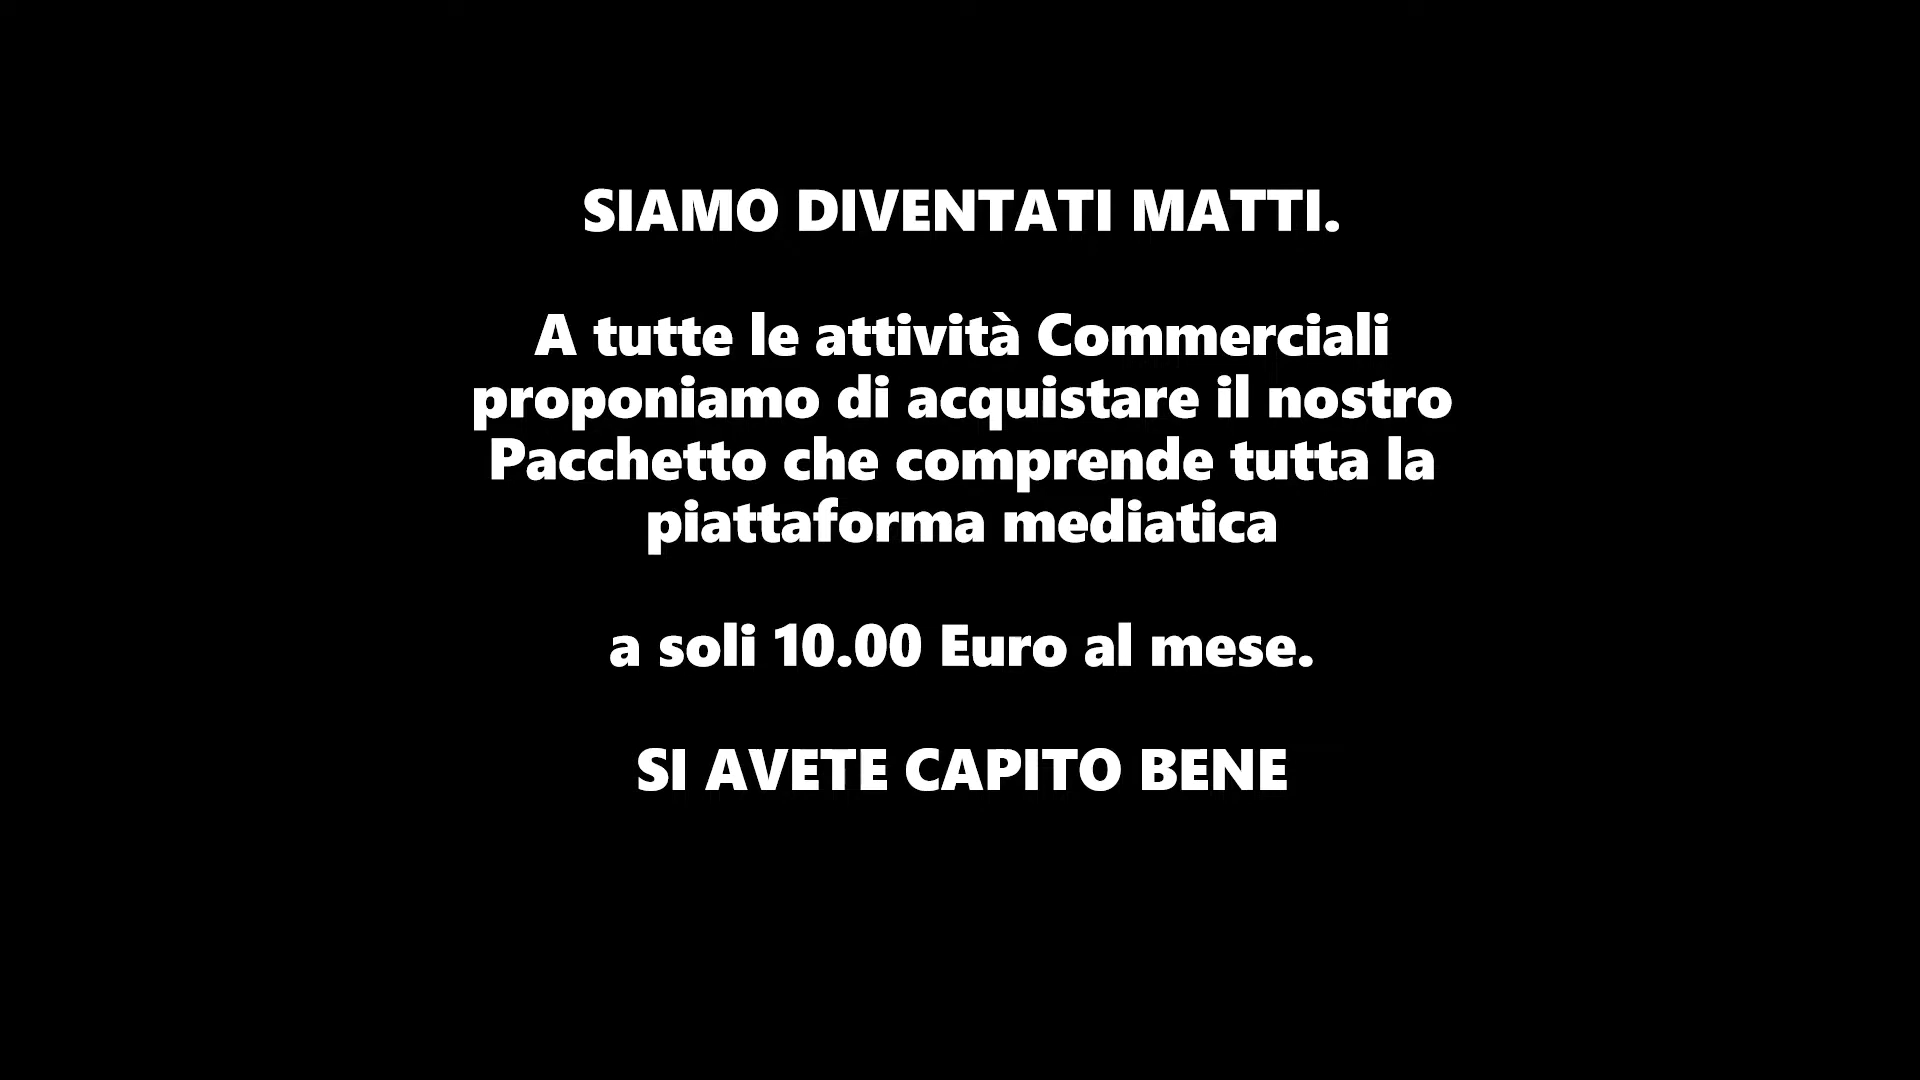 SIAMO DIVENTATI MATTI.
A tutte le attività Commerciali
proponiamo di acquistare il nostro
Pacchetto che comprende tutta la
piattaforma mediatica
a soli 10.00 Euro al mese.
SI AVETE CAPITO BENE